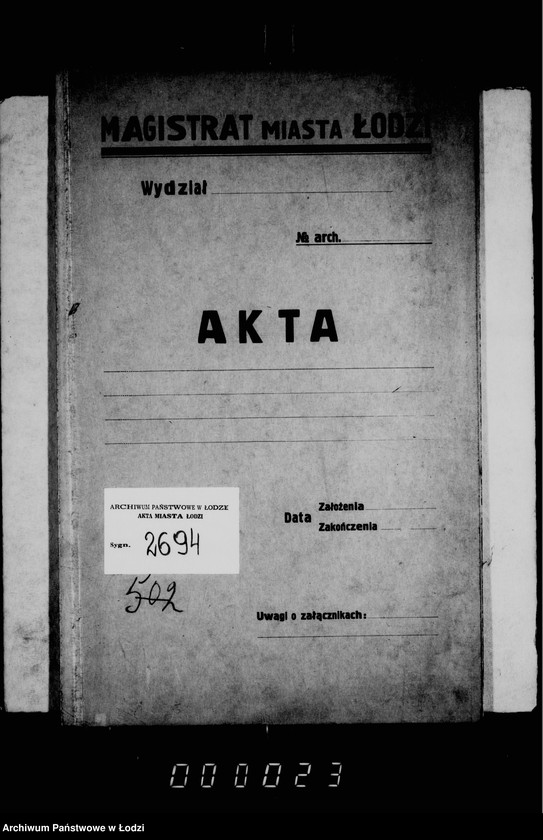 MAGISTRAT MIASTA ŁODZI
Wydział
№ arch.
AKTA
ARCHIWUM PAŃSTWOWE W ŁODZI
AKTA MIASTA ŁODZI
Sygn. 2694
502
Data
Założenia
Zakończenia
Uwagi o załącznikach:
000023
Archiwum Państwowe w Łodzi